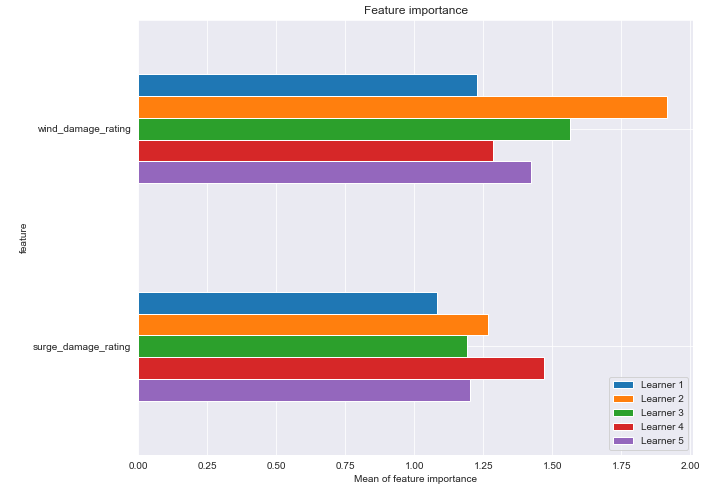 Feature importance
wind_damage_rating
feature
surge_damage_rating
Learner 1
Learner 2
Learner 3
Learner 4
Learner 5
0.00 0.25 0.50 0.75 1.00 1.25 1.50 1.75 2.00
Mean of feature importance